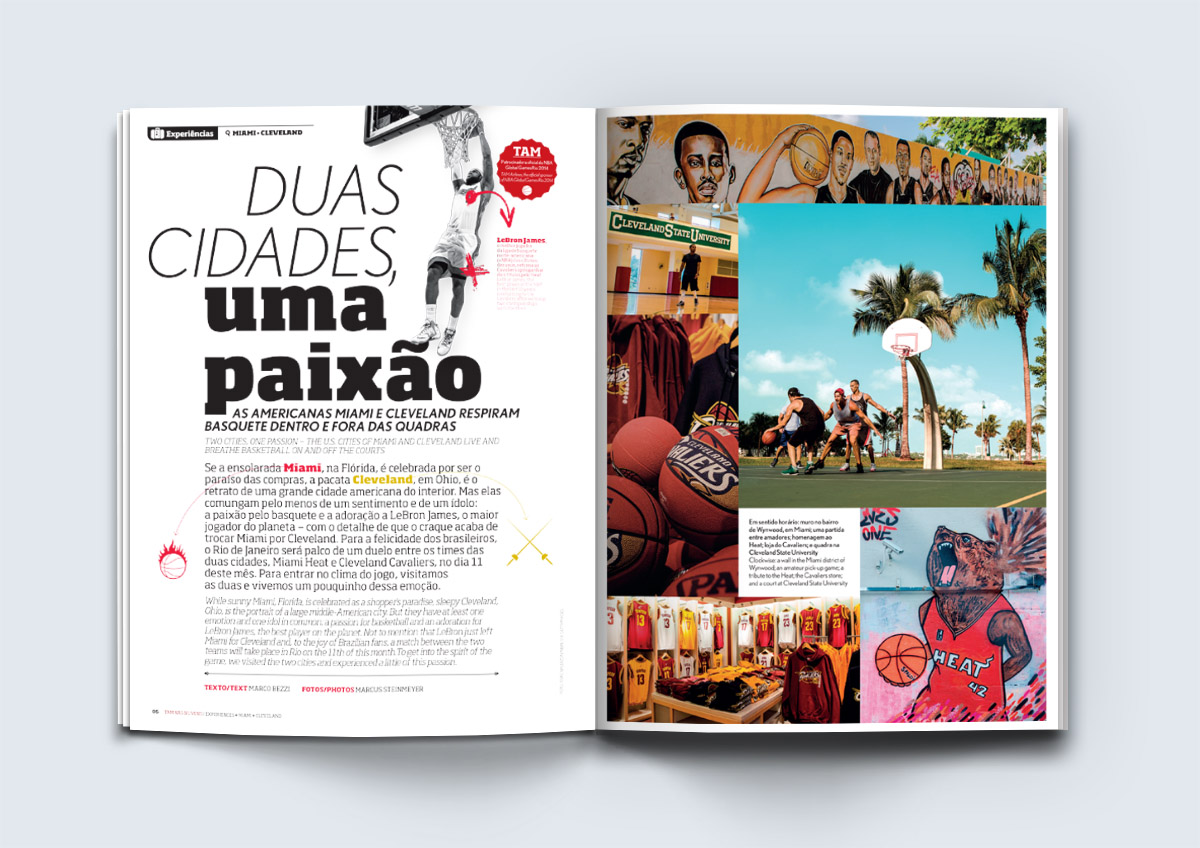 Experiências
MIAMI • CLEVELAND
DUAS
CIDADES,
uma
paixão
TAM
Patrocinadora oficial do NBA
Global Games Rio 2014
TAM Airlines, the official sponsor
of NBA Global Games Rio 2014
LeBron James,
AS AMERICANAS MIAMI E CLEVELAND RESPIRAM
BASQUETE DENTRO E FORA DAS QUADRAS
TWO CITIES, ONE PASSION – THE U.S. CITIES OF MIAMI AND CLEVELAND LIVE AND
BREATHE BASKETBALL ON AND OFF THE COURTS
Se a ensolarada Miami, na Flórida, é celebrada por ser o
paraíso das compras, a pacata Cleveland, em Ohio, é o
retrato de uma grande cidade americana do interior. Mas elas
comungam pelo menos de um sentimento e de um ídolo:
a paixão pelo basquete e a adoração a LeBron James, o maior
jogador do planeta – com o detalhe de que o craque acaba de
trocar Miami por Cleveland. Para a felicidade dos brasileiros,
o Rio de Janeiro será palco de um duelo entre os times das
duas cidades, Miami Heat e Cleveland Cavaliers, no dia 11
deste mês. Para entrar no clima do jogo, visitamos
as duas e vivemos um pouquinho dessa emoção.
While sunny Miami, Florida, is celebrated as a shopper's paradise, sleepy Cleveland,
Ohio, is the portrait of a large middle-American city. But they have at least one
emotion and one idol in common: a passion for basketball and an adoration for
LeBron James, the best player on the planet. Not to mention that LeBron just left
Miami for Cleveland, to the joy of Brazilian fans, a match between the two
teams will take place in Rio on the 11th of this month. To get into the spirit of the
game, we visited the two cities and experienced a little of this passion.
TEXTO/TEXT MARCO REZZI FOTOS/PHOTOS MARCUS STEINMEYER
CLEVELAND STATE UNIVERSITY
CAVALIERS
Em sentido horário: muro no bairro
de Wynwood, em Miami; uma partida
entre amadores; homenagem ao
Heat; loja do Cavaliers; e quadra na
Cleveland State University
Clockwise: a wall in the Miami district of
Wynwood; an amateur pick up game; a
tribute to the Heat; the Cavaliers store;
and a court at Cleveland State University
ONE
HEAT
42